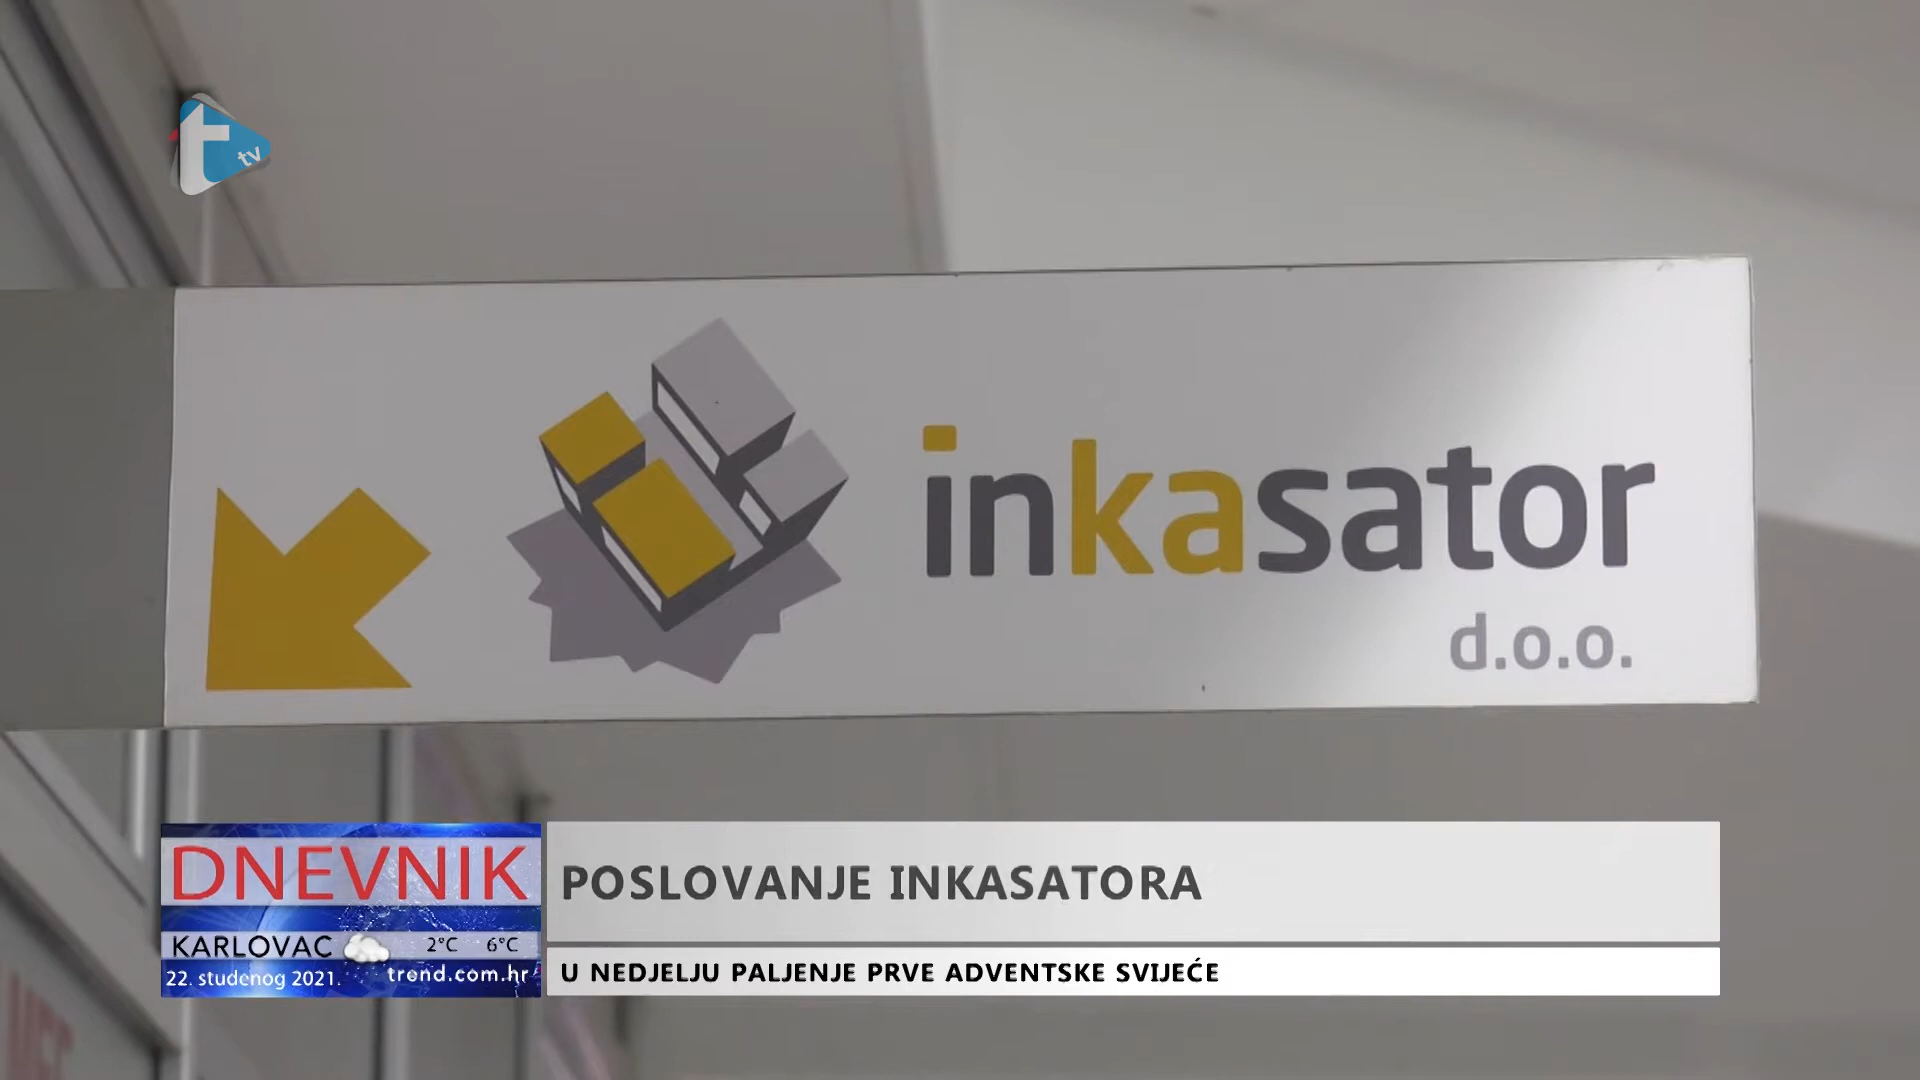 t
tv
inkasator
d.o.o.
DNEVNIK
POSLOVANJE INKASATORA
KARLOVAC 2°C 6°C
22. studenog 2021. trend.com.hr
U NEDJELJU PALJENJE PRVE ADVENTSKE SVIJEĆE